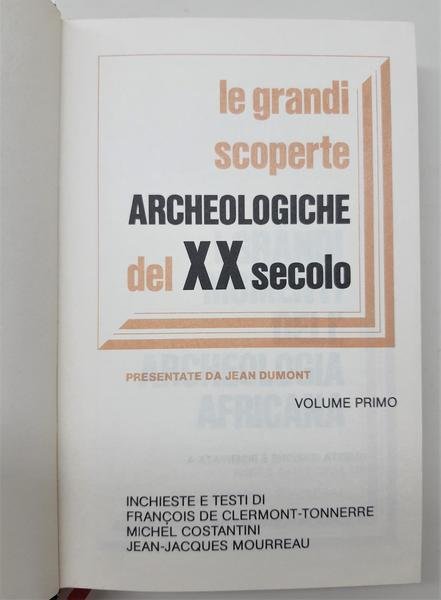 le grandi
scoperte
ARCHEOLOGICHE
del XX secolo
PRESENTATE DA JEAN DUMONT
VOLUME PRIMO
INCHIESTE E TESTI DI
FRANÇOIS DE CLERMONT-TONNERRE
MICHEL COSTANTINI
JEAN-JACQUES MOURREAU